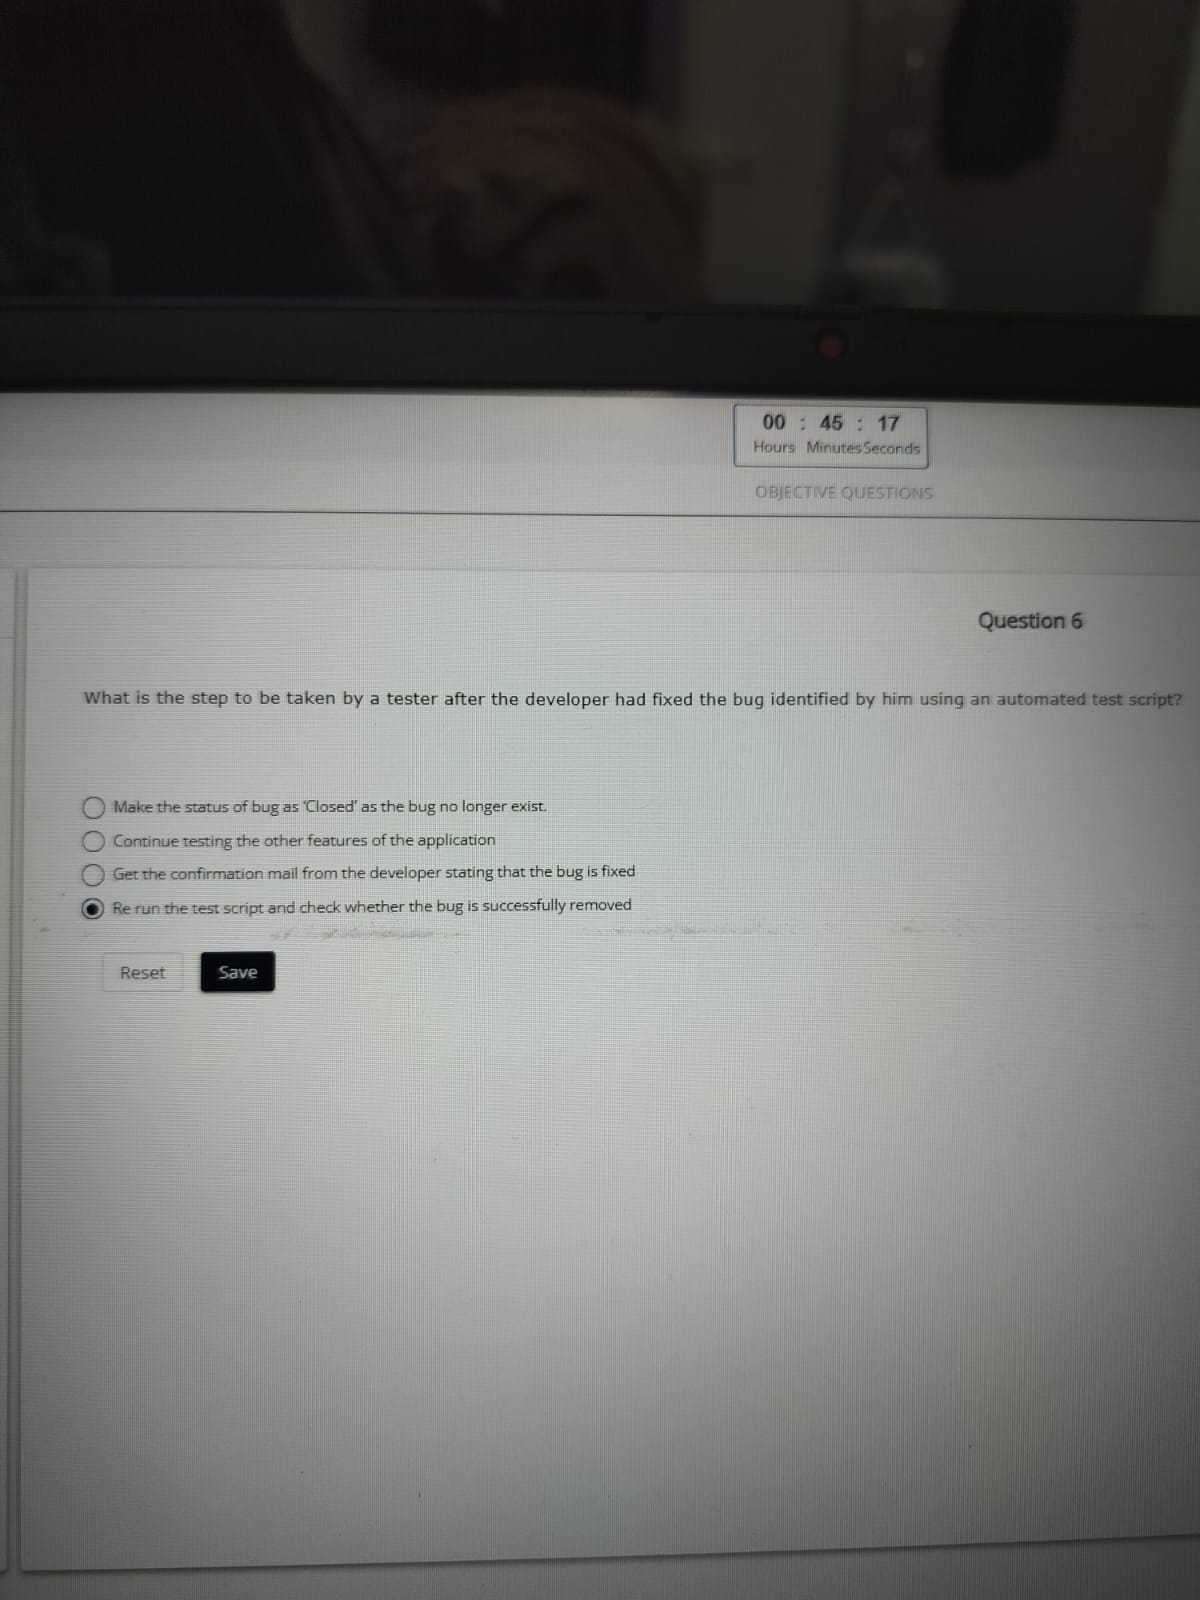 00 : 45 : 17
Hours Minutes Seconds
OBJECTIVE QUESTIONS
Question 6
What is the step to be taken by a tester after the developer had fixed the bug identified by him using an automated test script?
Make the status of bug as 'Closed' as the bug no longer exist.
Continue testing the other features of the application
Get the confirmation mail from the developer stating that the bug is fixed
Re run the test script and check whether the bug is successfully removed
Reset Save